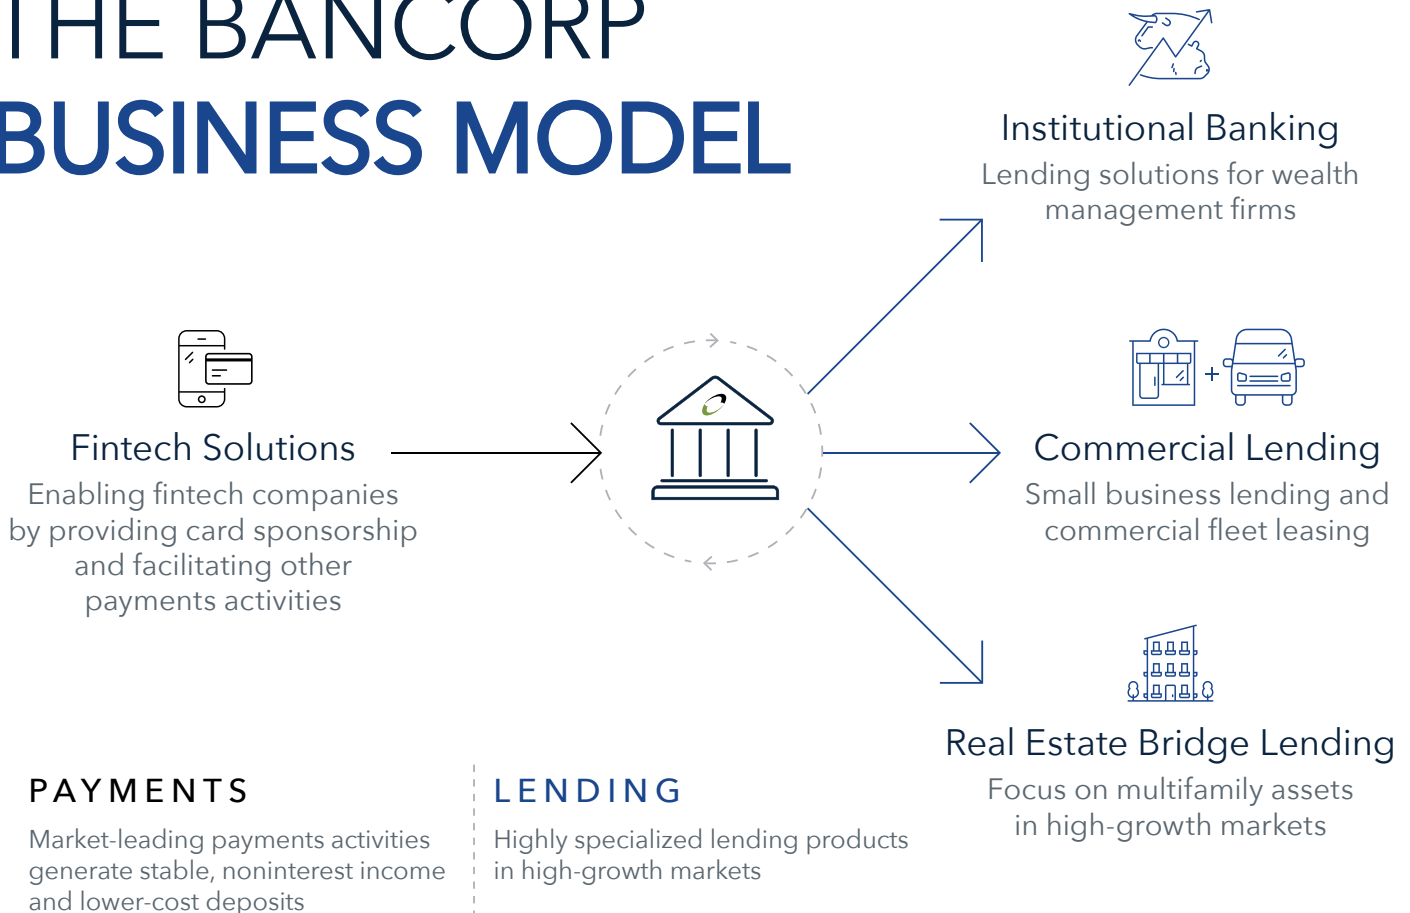 THE BANCORP
BUSINESS MODEL
Institutional Banking
Lending solutions for wealth
management firms
Fintech Solutions
Enabling fintech companies
by providing card sponsorship
and facilitating other
payments activities
Commercial Lending
Small business lending and
commercial fleet leasing
Real Estate Bridge Lending
Focus on multifamily assets
in high-growth markets
PAYMENTS
Market-leading payments activities
generate stable, noninterest income
and lower-cost deposits
LENDING
Highly specialized lending products
in high-growth markets